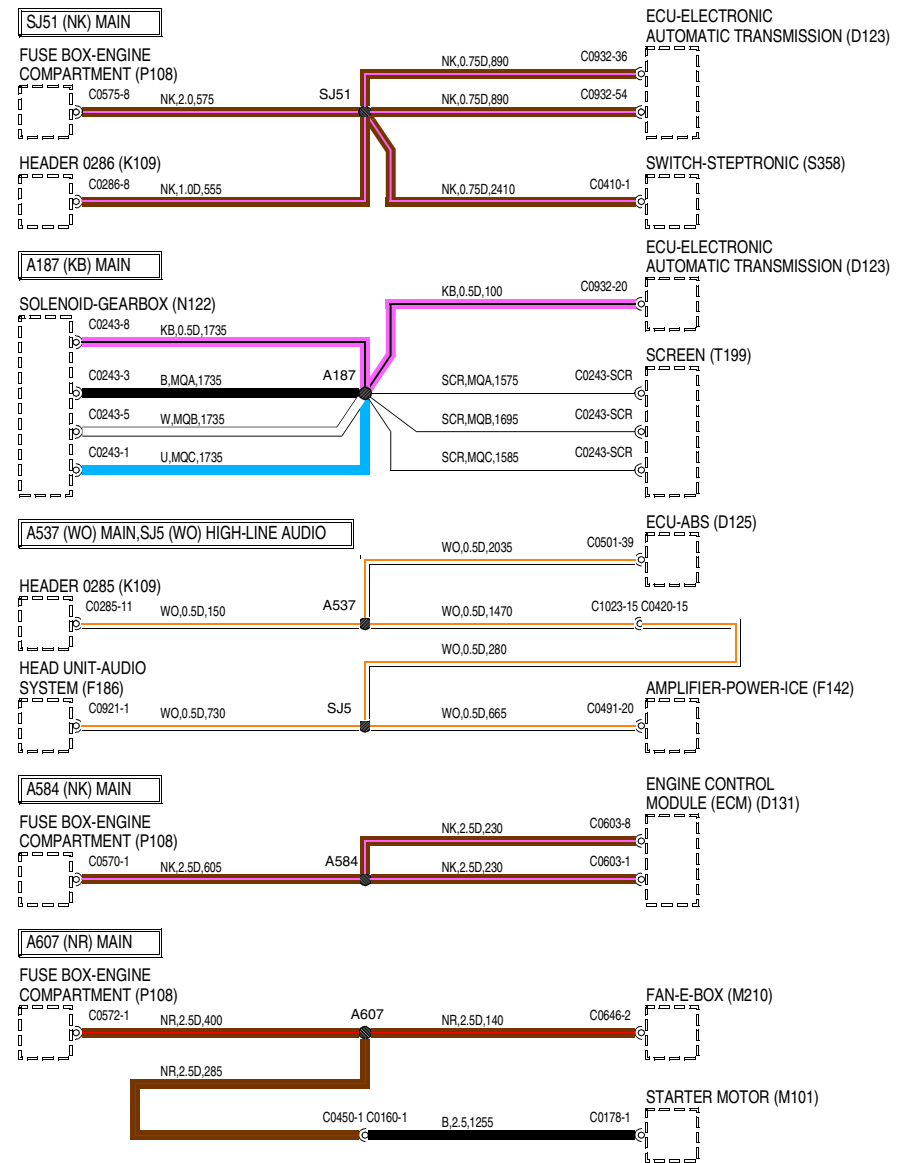 SJ51 (NK) MAIN
FUSE BOX-ENGINE
COMPARTMENT (P108)
C0575-8
NK,2.0,575
SJ51
NK,0.75D,890
C0932-36
ECU-ELECTRONIC
AUTOMATIC TRANSMISSION (D123)
NK,0.75D,890
C0932-54
HEADER 0286 (K109)
C0286-8
NK,1.0D,555
NK,0.75D,2410
C0410-1
SWITCH-STEPTRONIC (S358)
A187 (KB) MAIN
SOLENOID-GEARBOX (N122)
C0243-8
KB,0.5D,1735
KB,0.5D,100
C0932-20
ECU-ELECTRONIC
AUTOMATIC TRANSMISSION (D123)
C0243-3
B,MQA,1735
A187
SCR,MQA,1575
C0243-SCR
SCREEN (T199)
C0243-5
W,MQB,1735
SCR,MQB,1695
C0243-SCR
C0243-1
U,MQC,1735
SCR,MQC,1585
C0243-SCR
A537 (WO) MAIN,SJ5 (WO) HIGH-LINE AUDIO
WO,0.5D,2035
C0501-39
ECU-ABS (D125)
HEADER 0285 (K109)
C0285-11
WO,0.5D,150
A537
WO,0.5D,1470
C1023-15 C0420-15
WO,0.5D,280
HEAD UNIT-AUDIO
SYSTEM (F186)
C0921-1
WO,0.5D,730
SJ5
WO,0.5D,665
C0491-20
AMPLIFIER-POWER-ICE (F142)
A584 (NK) MAIN
FUSE BOX-ENGINE
COMPARTMENT (P108)
C0570-1
NK,2.5D,605
A584
NK,2.5D,230
C0603-8
ENGINE CONTROL
MODULE (ECM) (D131)
NK,2.5D,230
C0603-1
A607 (NR) MAIN
FUSE BOX-ENGINE
COMPARTMENT (P108)
C0572-1
NR,2.5D,400
A607
NR,2.5D,140
C0646-2
FAN-E-BOX (M210)
NR,2.5D,285
C0450-1 C0160-1
B,2.5,1255
C0178-1
STARTER MOTOR (M101)